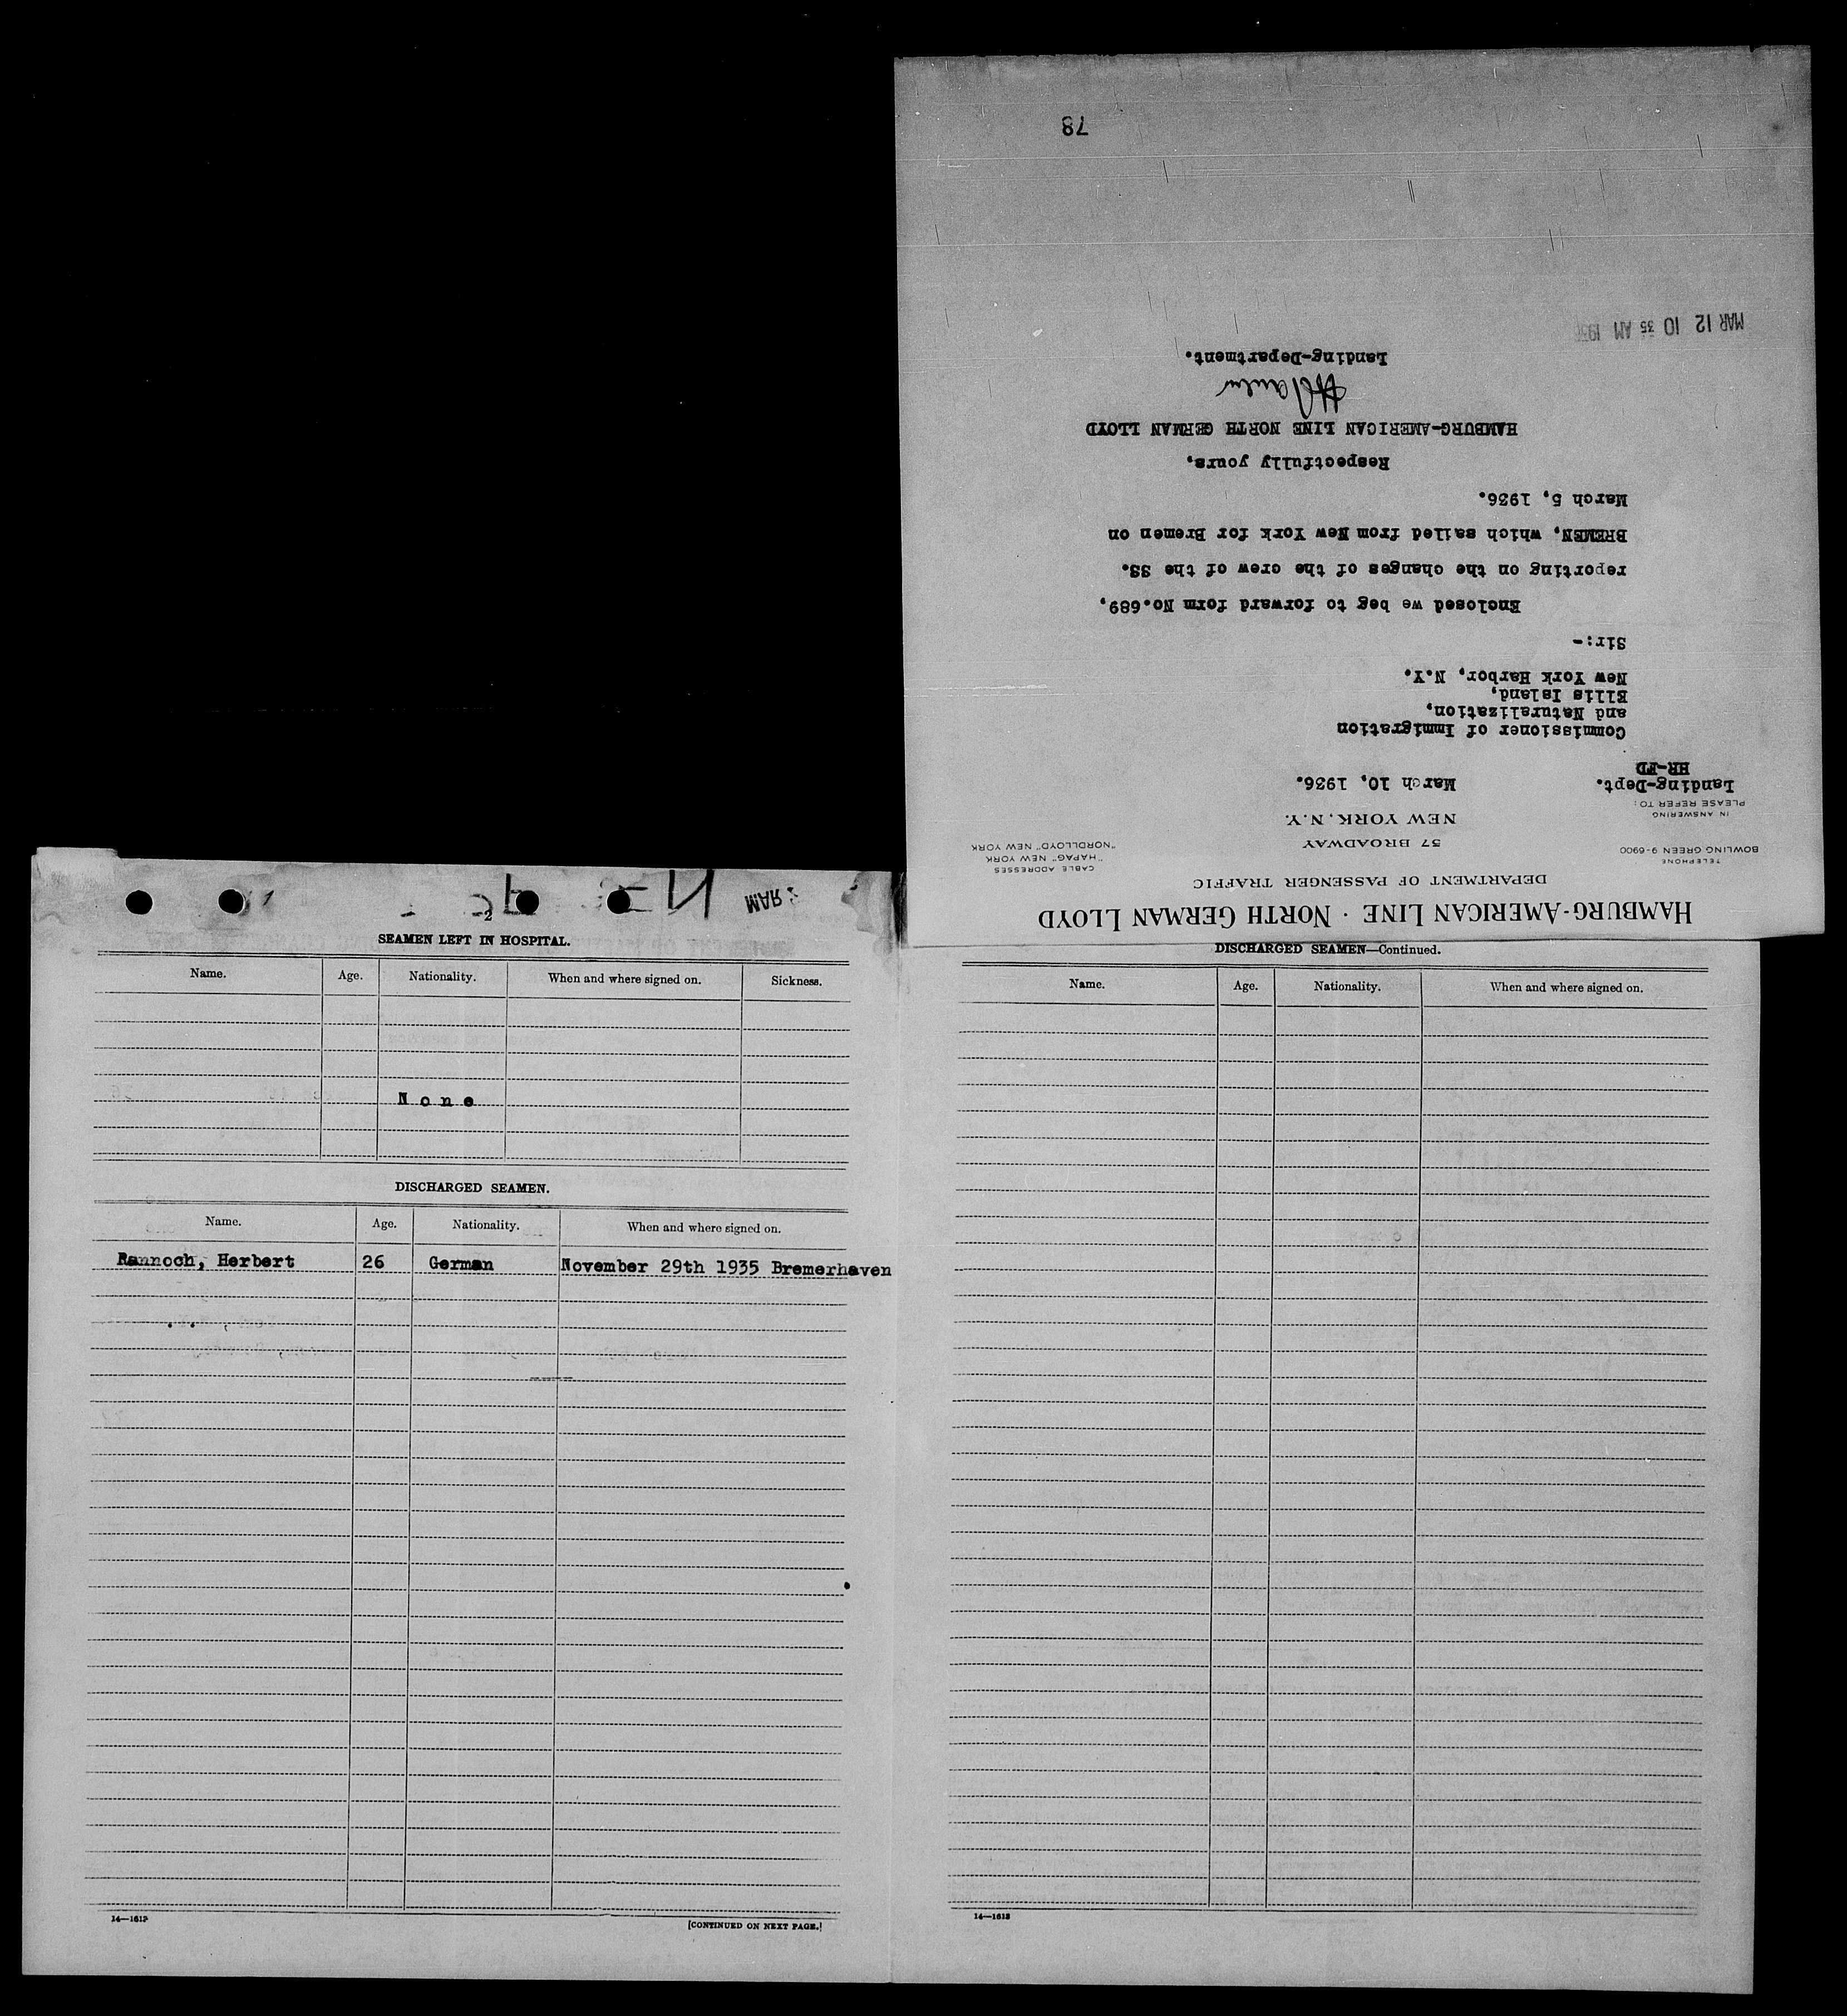 HAMBURG-AMERICAN LINE · NORTH GERMAN LLOYD
DEPARTMENT OF PASSENGER TRAFFIC
57 BROADWAY
NEW YORK, N.Y.
TELEPHONE
BOWLING GREEN 9-6900
CABLE ADDRESSES
"HAPAG" NEW YORK
"NORDLLOYD" NEW YORK
IN ANSWERING
PLEASE REFER TO:
Landing-Dept.
HR-FD
March 10, 1936.
Commissioner of Immigration
and Naturalization,
Ellis Island,
New York Harbor, N.Y.
Sir:-
Enclosed we beg to forward form No.689,
reporting on the changes of the crew of the SS.
BREMEN, which sailed from New York for Bremen on
March 5, 1936.
Respectfully yours,
HAMBURG-AMERICAN LINE NORTH GERMAN LLOYD
Landing-Department.
MAR 12 10 35 AM 1936
78
MAR
2
SEAMEN LEFT IN HOSPITAL.
Name. Age. Nationality. When and where signed on. Sickness.
None
DISCHARGED SEAMEN.
Name. Age. Nationality. When and where signed on.
Rannoch, Herbert 26 German November 29th 1935 Bremerhaven
14—1613
[CONTINUED ON NEXT PAGE.]
DISCHARGED SEAMEN—Continued.
Name. Age. Nationality. When and where signed on.
14—1613